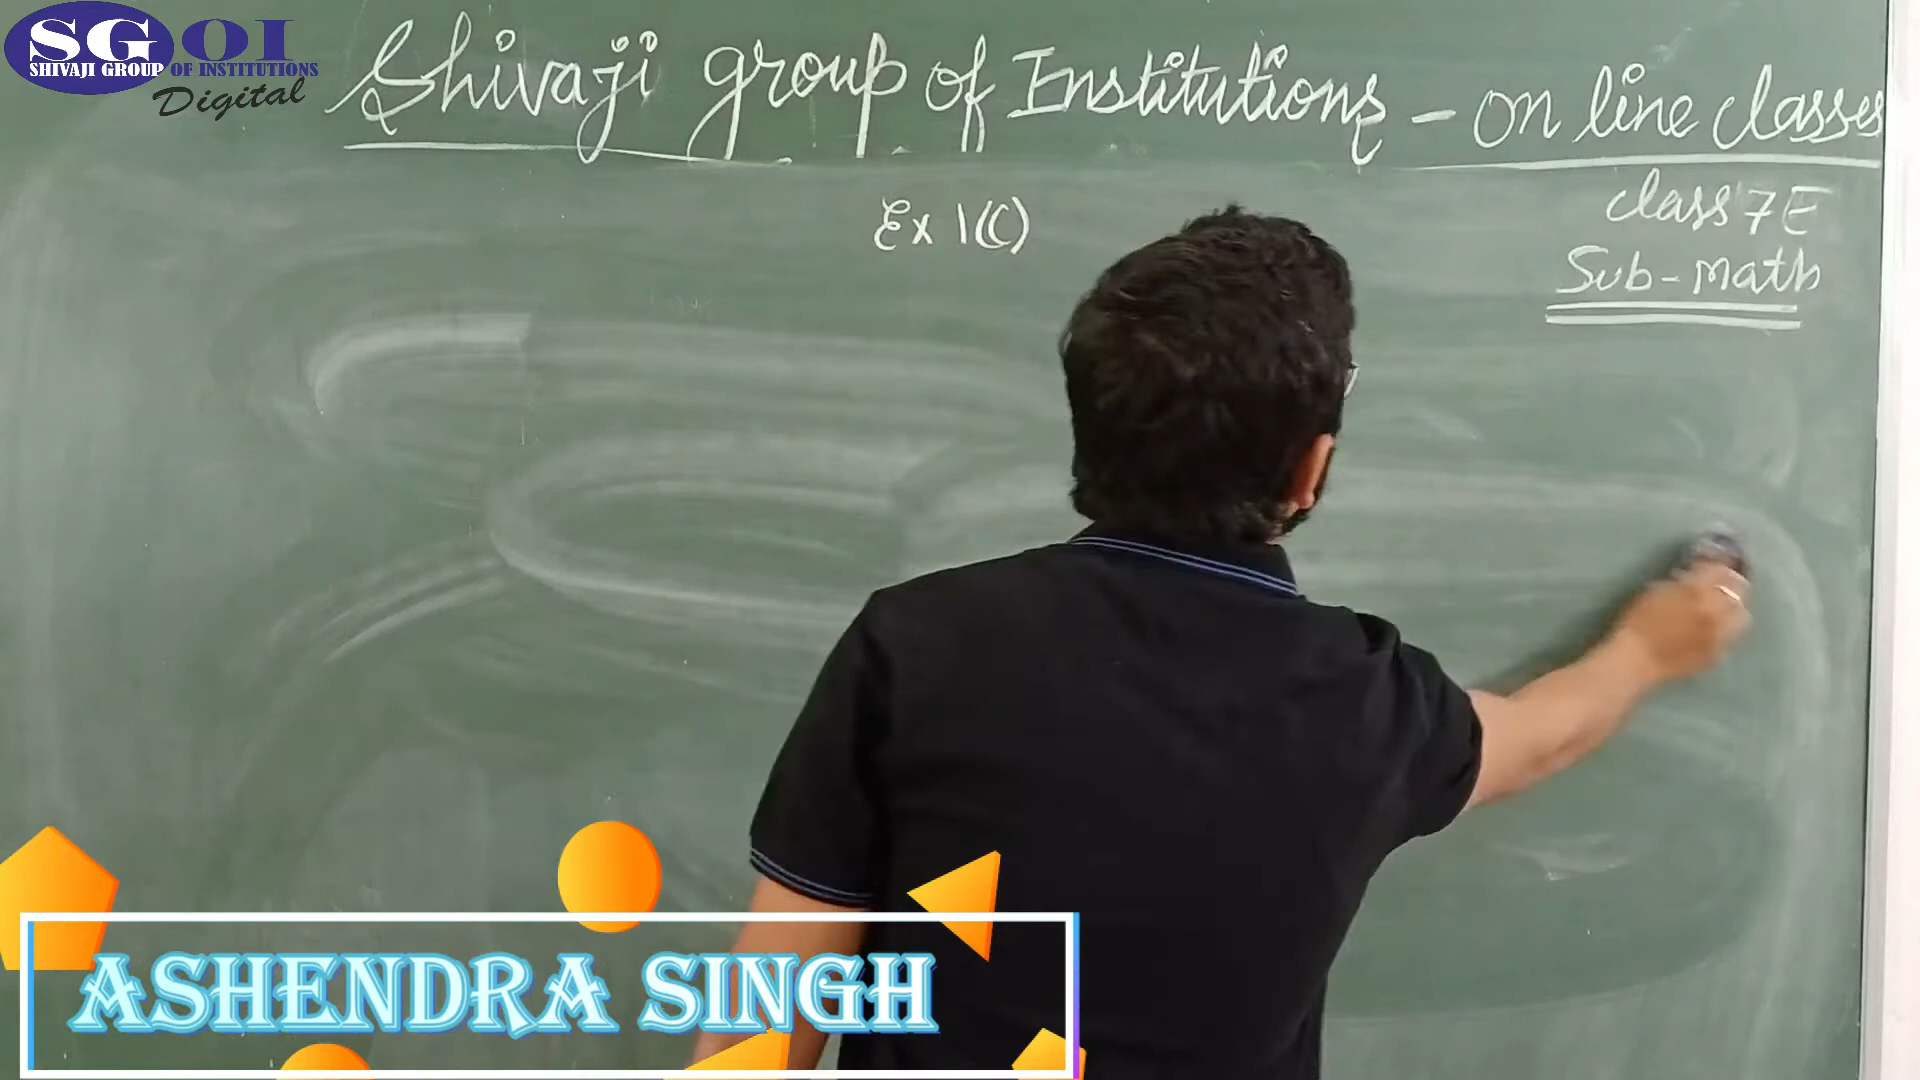 SGOI
SHIVAJI GROUP OF INSTITUTIONS
Digital
Shivaji group of Institutions - on line classes
Ex 1(C)
class 7E
Sub - math
ASHENDRA SINGH